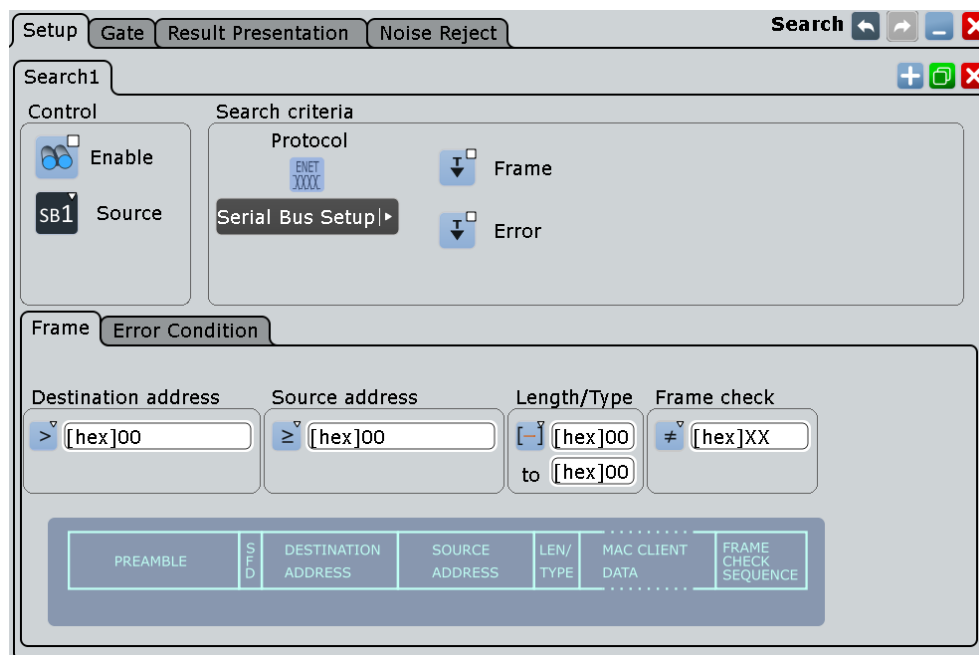 Setup Gate Result Presentation Noise Reject Search
Search1
Control Search criteria
Protocol
ENET
XXXX
Enable Frame
SB1 Source Serial Bus Setup
Error
Frame Error Condition
Destination address Source address Length/Type Frame check
> [hex]00 ≥ [hex]00 [hex]00 ≠ [hex]XX
to [hex]00
PREAMBLE SFD DESTINATION ADDRESS SOURCE ADDRESS LEN/TYPE MAC CLIENT DATA FRAME CHECK SEQUENCE